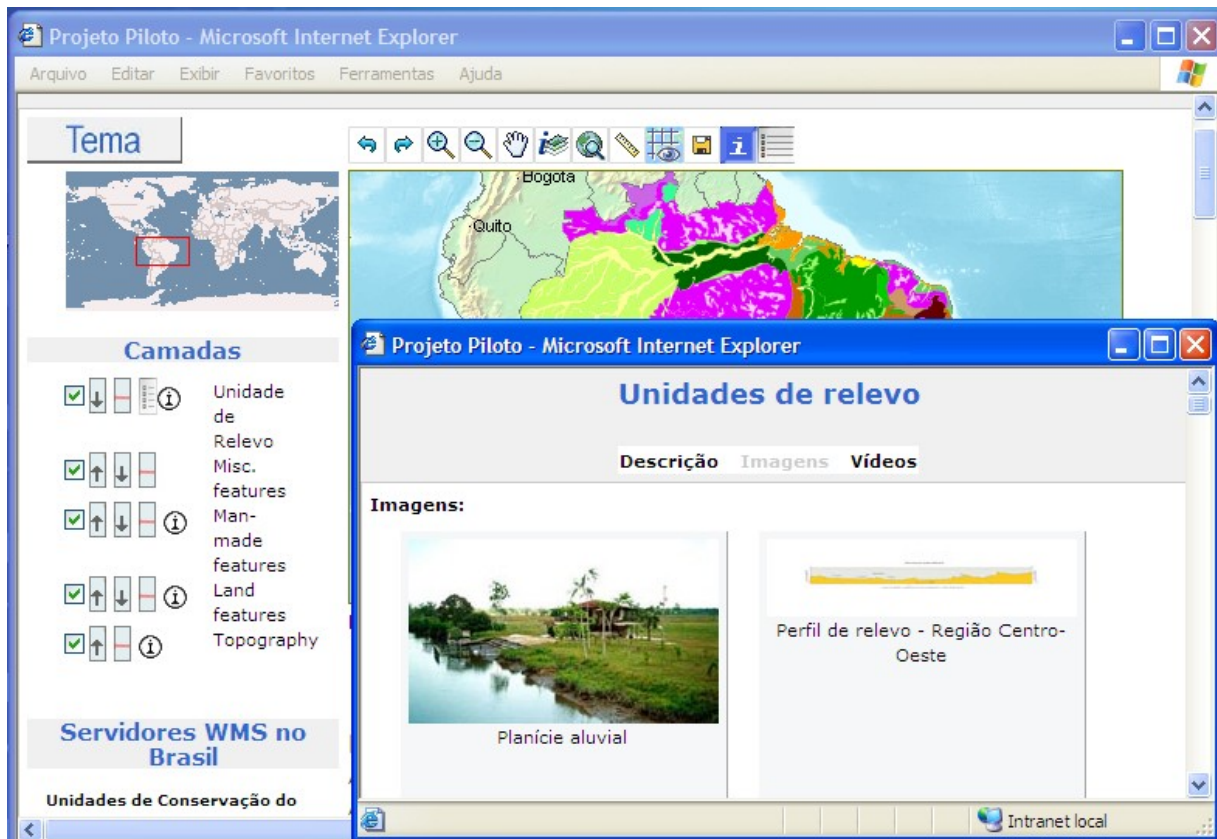 Projeto Piloto - Microsoft Internet Explorer
Arquivo Editar Exibir Favoritos Ferramentas Ajuda
Tema
Bogota
Quito
Camadas
Unidade
de
Relevo
Misc.
features
Man-
made
features
Land
features
Topography
Servidores WMS no
Brasil
Unidades de Conservação do
Projeto Piloto - Microsoft Internet Explorer
Unidades de relevo
Descrição Imagens Vídeos
Imagens:
Planície aluvial
Perfil de relevo - Região Centro-
Oeste
Intranet local